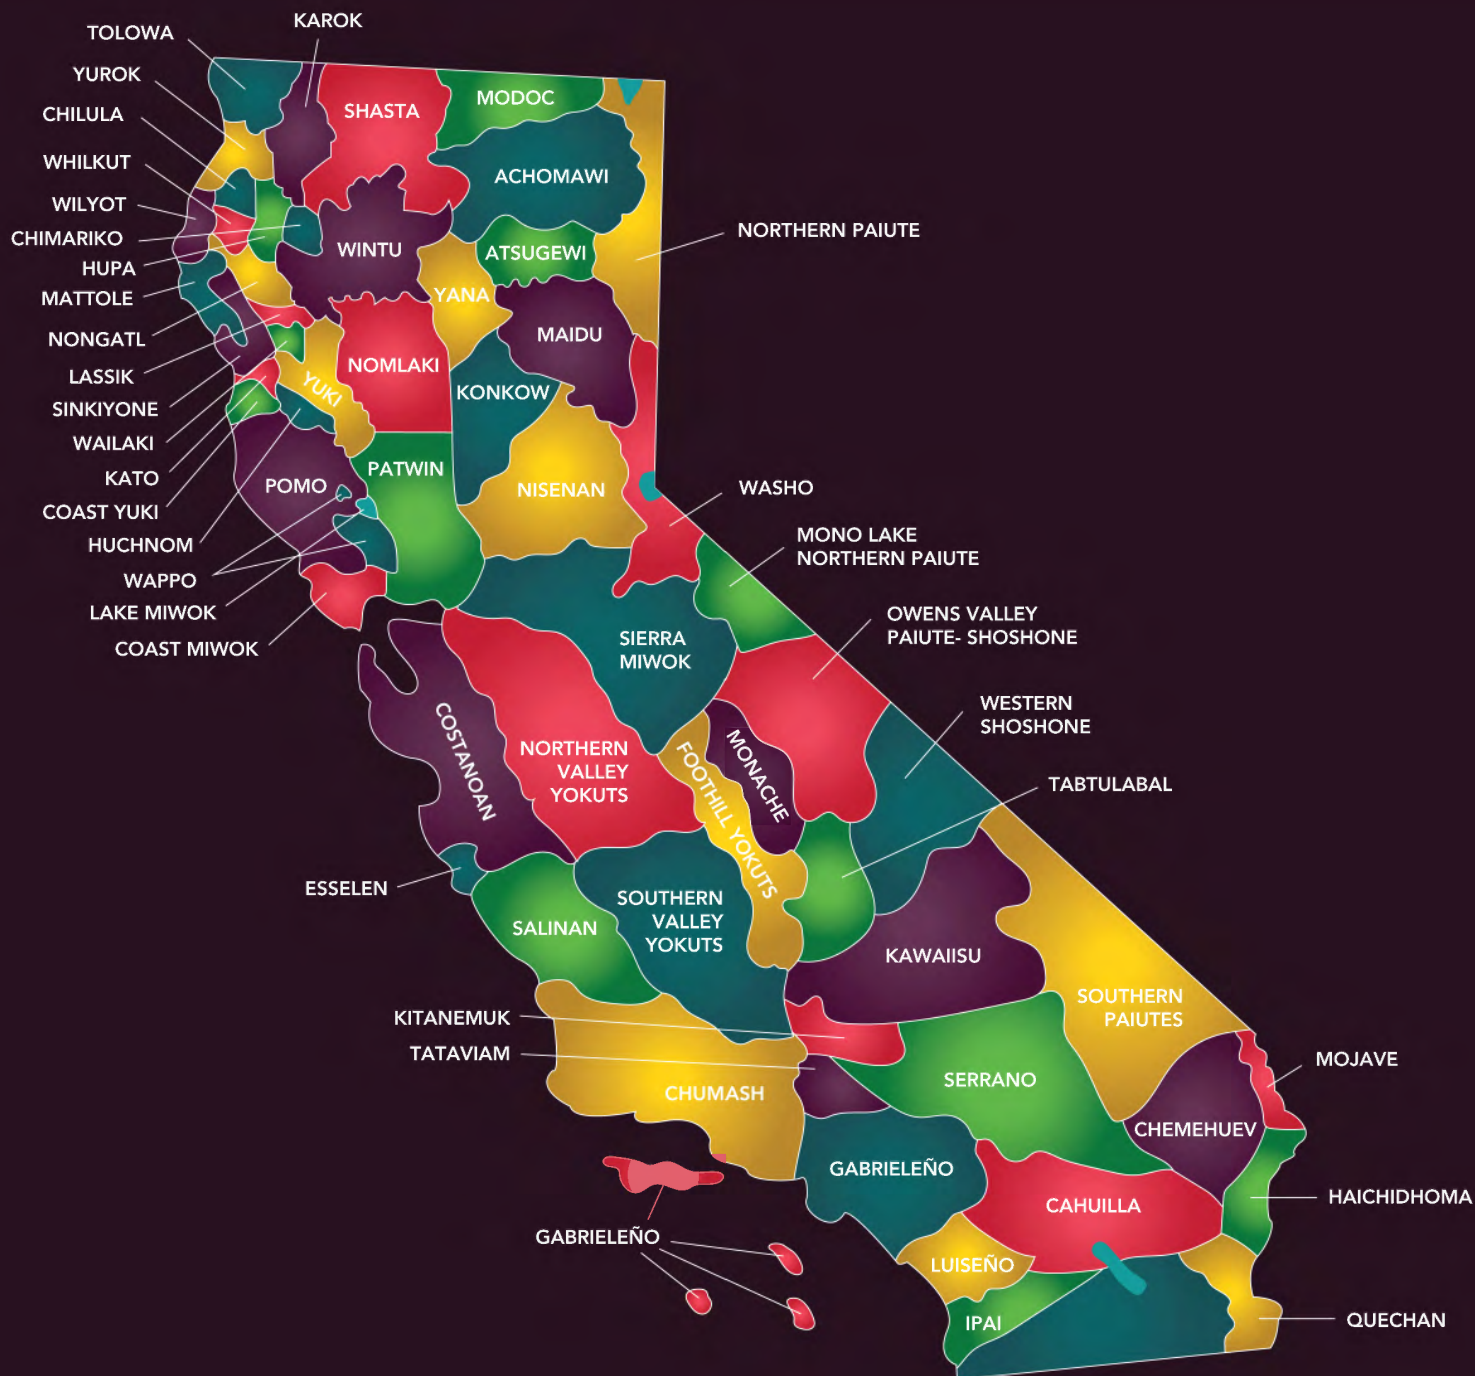 KAROK
TOLOWA
YUROK
SHASTA
MODOC
CHILULA
WHILKUT
ACHOMAWI
WILYOT
NORTHERN PAIUTE
CHIMARIKO
WINTU
ATSUGEWI
HUPA
MATTOLE
YANA
NONGATL
MAIDU
NOMLAKI
LASSIK
YUKI
KONKOW
SINKIYONE
WAILAKI
PATWIN
KATO
POMO
NISENAN
WASHO
COAST YUKI
MONO LAKE
NORTHERN PAIUTE
HUCHNOM
WAPPO
LAKE MIWOK
OWENS VALLEY
PAIUTE- SHOSHONE
SIERRA
MIWOK
COAST MIWOK
WESTERN
SHOSHONE
COSTANOAN
NORTHERN
VALLEY
YOKUTS
FOOTHILL YOKUTS
MONACHE
TABTULABAL
ESSELEN
SALINAN
SOUTHERN
VALLEY
YOKUTS
KAWAIISU
SOUTHERN
PAIUTES
KITANEMUK
TATAVIAM
MOJAVE
SERRANO
CHUMASH
CHEMEHUEV
GABRIELEÑO
HAICHIDHOMA
CAHUILLA
GABRIELEÑO
LUISEÑO
IPAI
QUECHAN